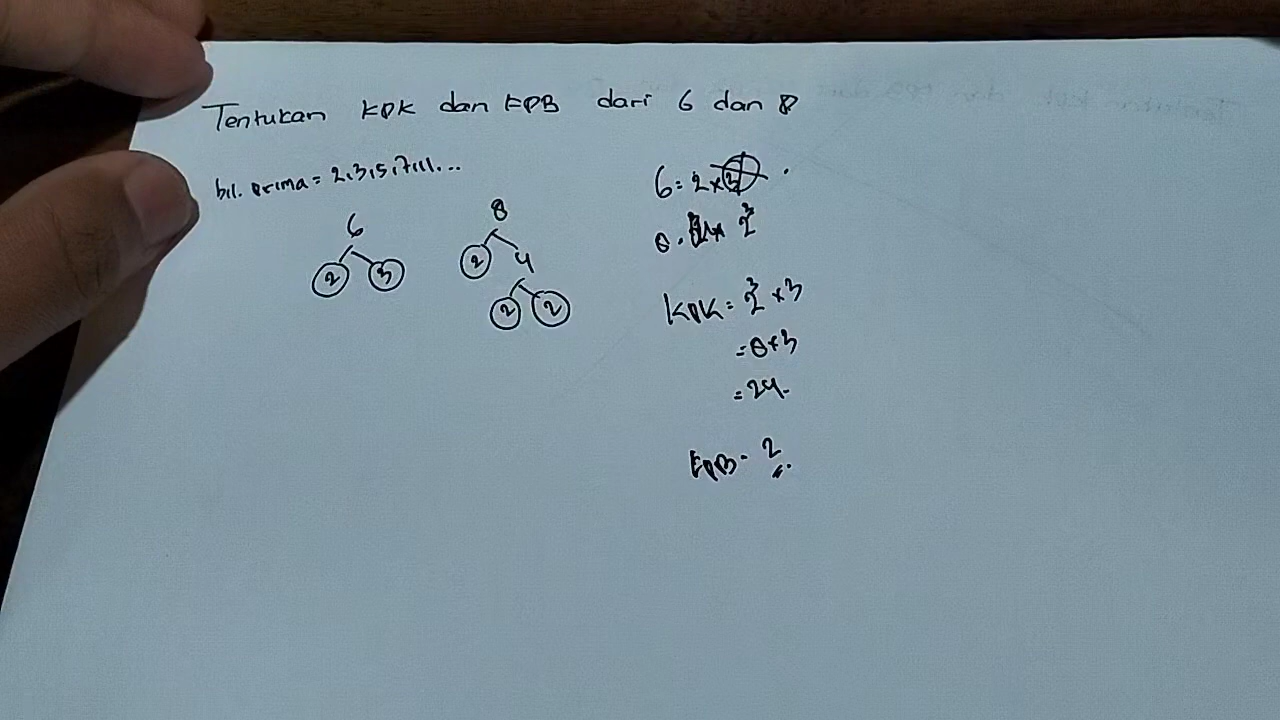 Tentukan KPK dan FPB dari 6 dan 8
bil. prima = 2,3,5,7,11,...
6
2 3
8
2 4
2 2
6 = 2 x 3
8 = 2³
KPK = 2³ x 3
= 8 x 3
= 24
FPB = 2